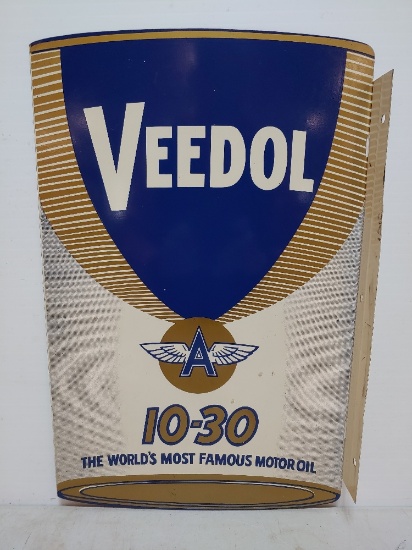 VEEDOL
A
10-30
THE WORLD'S MOST FAMOUS MOTOR OIL